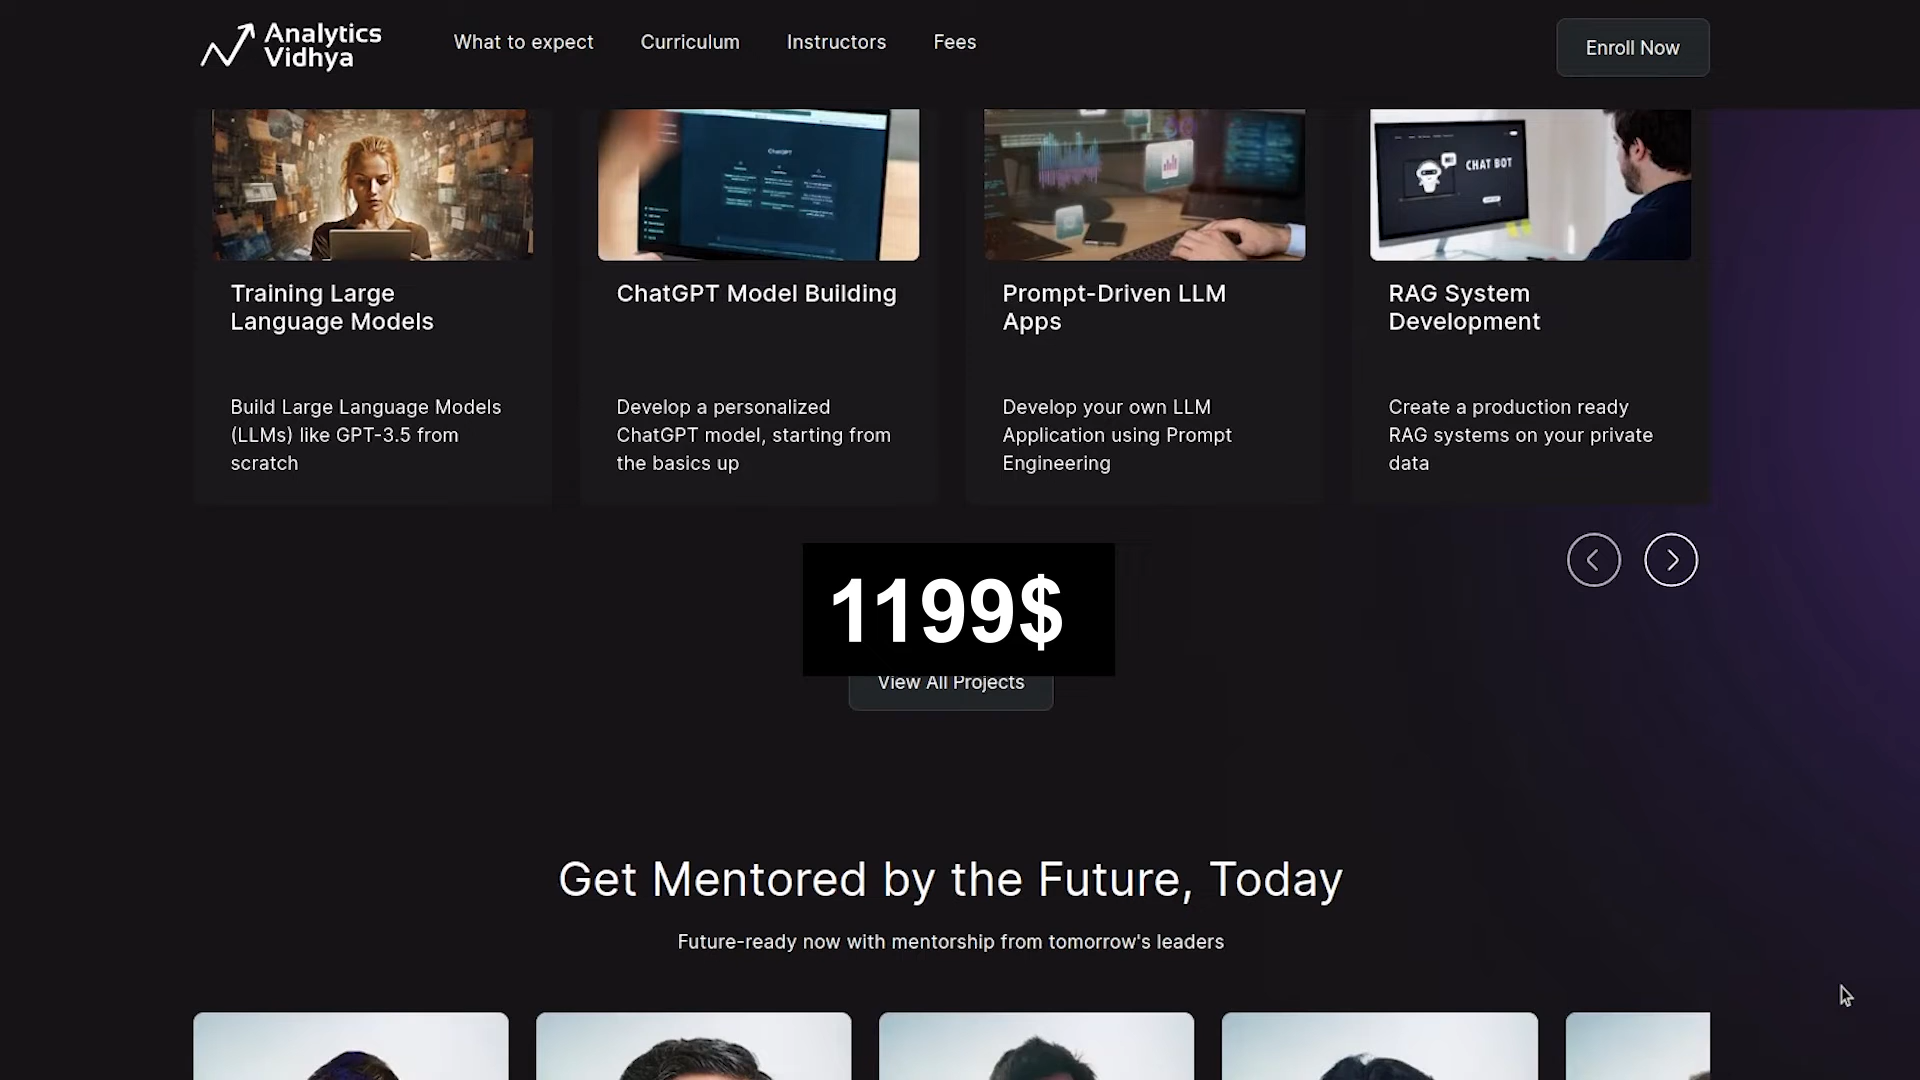 Analytics
Vidhya
What to expect
Curriculum
Instructors
Fees
Enroll Now
ChatGPT
CHAT BOT
Training Large
Language Models
ChatGPT Model Building
Prompt-Driven LLM
Apps
RAG System
Development
Build Large Language Models
(LLMs) like GPT-3.5 from
scratch
Develop a personalized
ChatGPT model, starting from
the basics up
Develop your own LLM
Application using Prompt
Engineering
Create a production ready
RAG systems on your private
data
1199$
View All Projects
Get Mentored by the Future, Today
Future-ready now with mentorship from tomorrow's leaders